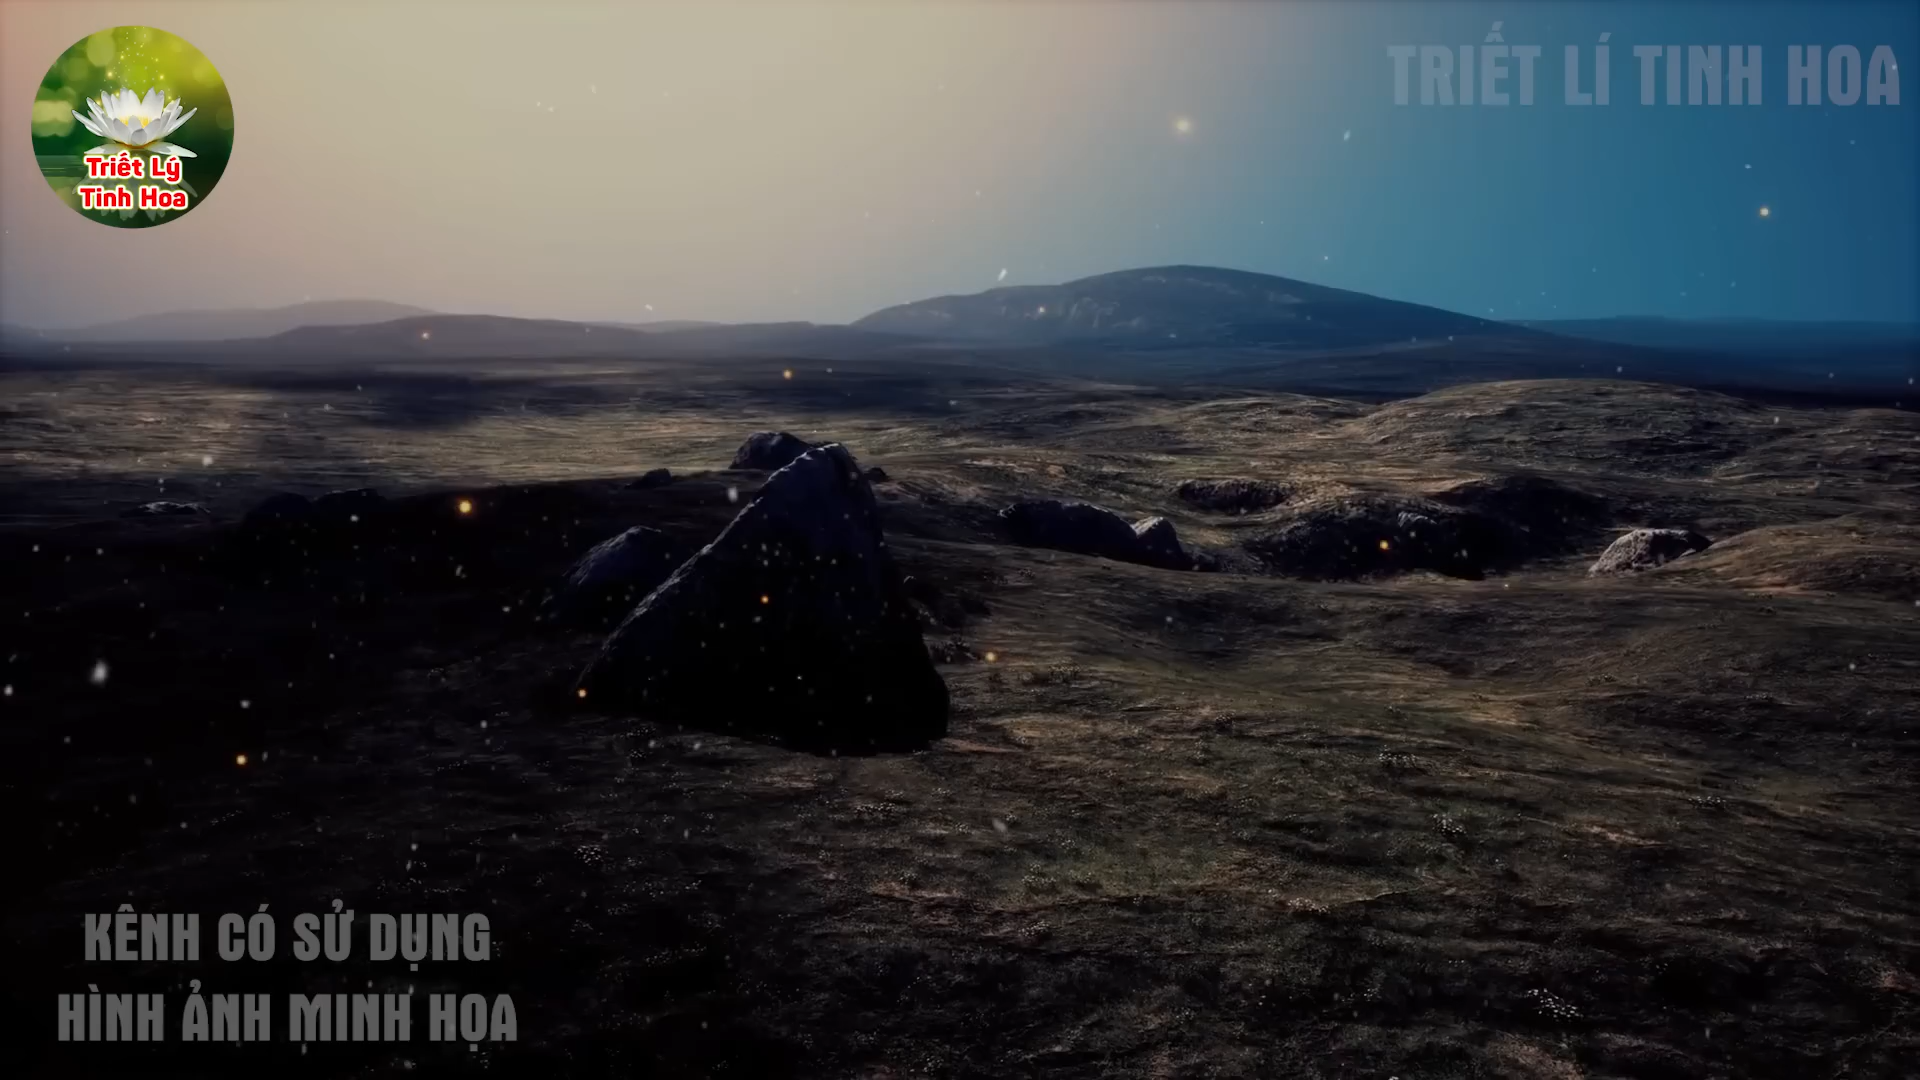 Triết Lý
Tinh Hoa
TRIẾT LÍ TINH HOA
KÊNH CÓ SỬ DỤNG
HÌNH ẢNH MINH HỌA